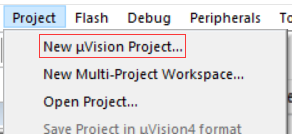 Project Flash Debug Peripherals
New µVision Project...
New Multi-Project Workspace...
Open Project...
Save Project in µVision4 format